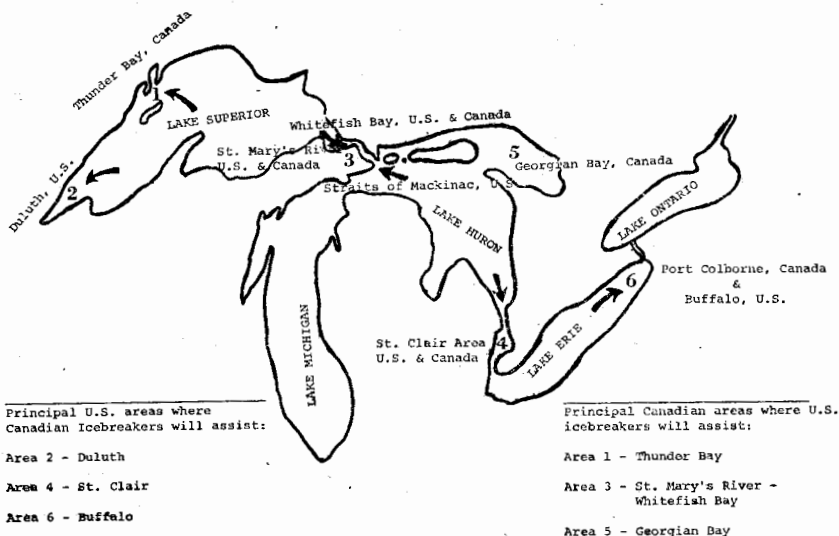 Thunder Bay, Canada
1
LAKE SUPERIOR
Whitefish Bay, U.S. & Canada
St. Mary's River
U.S. & Canada
3
5
Georgian Bay, Canada
Duluth, U.S.
2
Straits of Mackinac, U.S.
LAKE HURON
LAKE ONTARIO
6
Port Colborne, Canada
&
Buffalo, U.S.
St. Clair Area
U.S. & Canada
4
LAKE ERIE
LAKE MICHIGAN
Principal U.S. areas where
Canadian Icebreakers will assist:
Area 2 - Duluth
Area 4 - St. Clair
Area 6 - Buffalo
Principal Canadian areas where U.S.
icebreakers will assist:
Area 1 - Thunder Bay
Area 3 - St. Mary's River -
Whitefish Bay
Area 5 - Georgian Bay